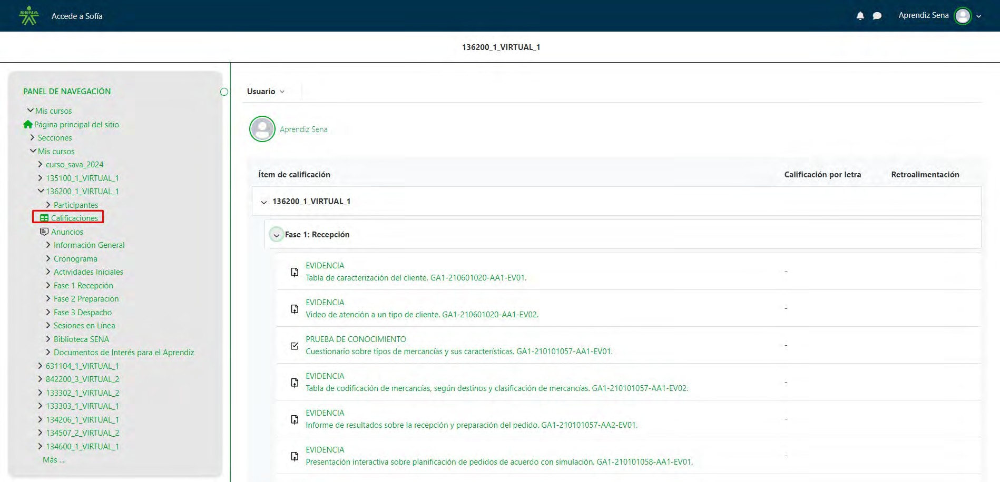 SENA
Accede a Sofía
Aprendiz Sena
136200_1_VIRTUAL_1
PANEL DE NAVEGACIÓN
Mis cursos
Página principal del sitio
Secciones
Mis cursos
curso_sava_2024
135100_1_VIRTUAL_1
136200_1_VIRTUAL_1
Participantes
Calificaciones
Anuncios
Información General
Cronograma
Actividades Iniciales
Fase 1 Recepción
Fase 2 Preparación
Fase 3 Despacho
Sesiones en Línea
Biblioteca SENA
Documentos de Interés para el Aprendiz
631104_1_VIRTUAL_1
842200_3_VIRTUAL_2
133302_1_VIRTUAL_2
133303_1_VIRTUAL_1
134206_1_VIRTUAL_1
134507_2_VIRTUAL_2
134600_1_VIRTUAL_1
Más ...
Usuario
Aprendiz Sena
Ítem de calificación Calificación por letra Retroalimentación
136200_1_VIRTUAL_1
Fase 1: Recepción
EVIDENCIA
Tabla de caracterización del cliente. GA1-210601020-AA1-EV01.
-
EVIDENCIA
Video de atención a un tipo de cliente. GA1-210601020-AA1-EV02.
-
PRUEBA DE CONOCIMIENTO
Cuestionario sobre tipos de mercancías y sus características. GA1-210101057-AA1-EV01.
-
EVIDENCIA
Tabla de codificación de mercancías, según destinos y clasificación de mercancías. GA1-210101057-AA1-EV02.
-
EVIDENCIA
Informe de resultados sobre la recepción y preparación del pedido. GA1-210101057-AA2-EV01.
-
EVIDENCIA
Presentación interactiva sobre planificación de pedidos de acuerdo con simulación. GA1-210101058-AA1-EV01.
-